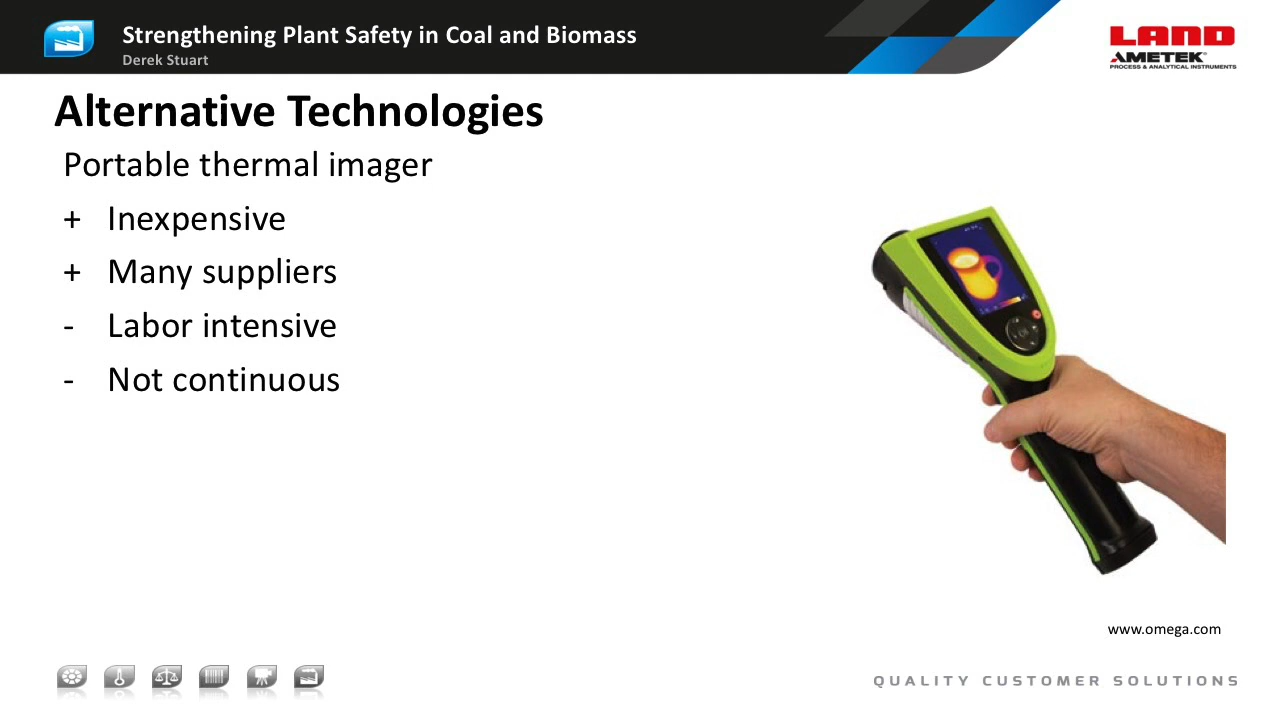 Strengthening Plant Safety in Coal and Biomass
Derek Stuart
LAND
AMETEK®
PROCESS & ANALYTICAL INSTRUMENTS
Alternative Technologies
Portable thermal imager
+ Inexpensive
+ Many suppliers
- Labor intensive
- Not continuous
www.omega.com
QUALITY CUSTOMER SOLUTIONS